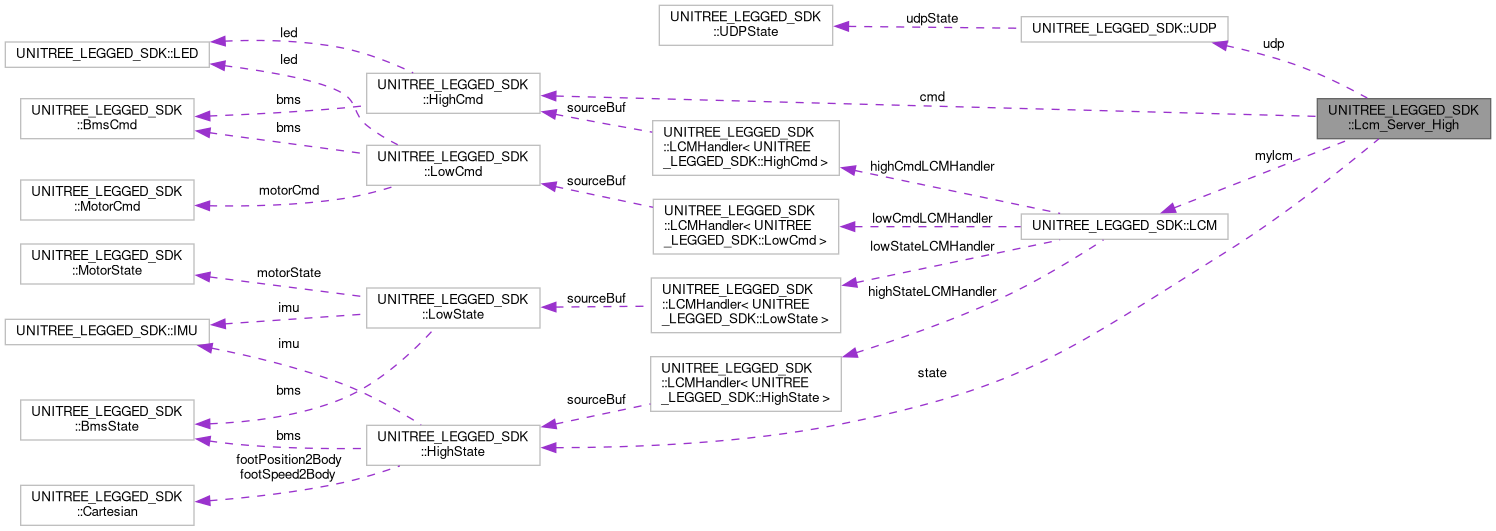 UNITREE_LEGGED_SDK
::UDPState
udpState
UNITREE_LEGGED_SDK::UDP
udp
led
UNITREE_LEGGED_SDK::LED
led
UNITREE_LEGGED_SDK
::HighCmd
bms
UNITREE_LEGGED_SDK
::BmsCmd
bms
sourceBuf
cmd
UNITREE_LEGGED_SDK
::Lcm_Server_High
UNITREE_LEGGED_SDK
::LCMHandler< UNITREE
_LEGGED_SDK::HighCmd >
highCmdLCMHandler
mylcm
UNITREE_LEGGED_SDK
::LowCmd
motorCmd
UNITREE_LEGGED_SDK
::MotorCmd
sourceBuf
UNITREE_LEGGED_SDK
::LCMHandler< UNITREE
_LEGGED_SDK::LowCmd >
lowCmdLCMHandler
UNITREE_LEGGED_SDK::LCM
lowStateLCMHandler
highStateLCMHandler
UNITREE_LEGGED_SDK
::MotorState
motorState
UNITREE_LEGGED_SDK
::LowState
sourceBuf
UNITREE_LEGGED_SDK
::LCMHandler< UNITREE
_LEGGED_SDK::LowState >
imu
UNITREE_LEGGED_SDK::IMU
imu
UNITREE_LEGGED_SDK
::LCMHandler< UNITREE
_LEGGED_SDK::HighState >
state
bms
sourceBuf
UNITREE_LEGGED_SDK
::BmsState
bms
UNITREE_LEGGED_SDK
::HighState
footPosition2Body
footSpeed2Body
UNITREE_LEGGED_SDK
::Cartesian